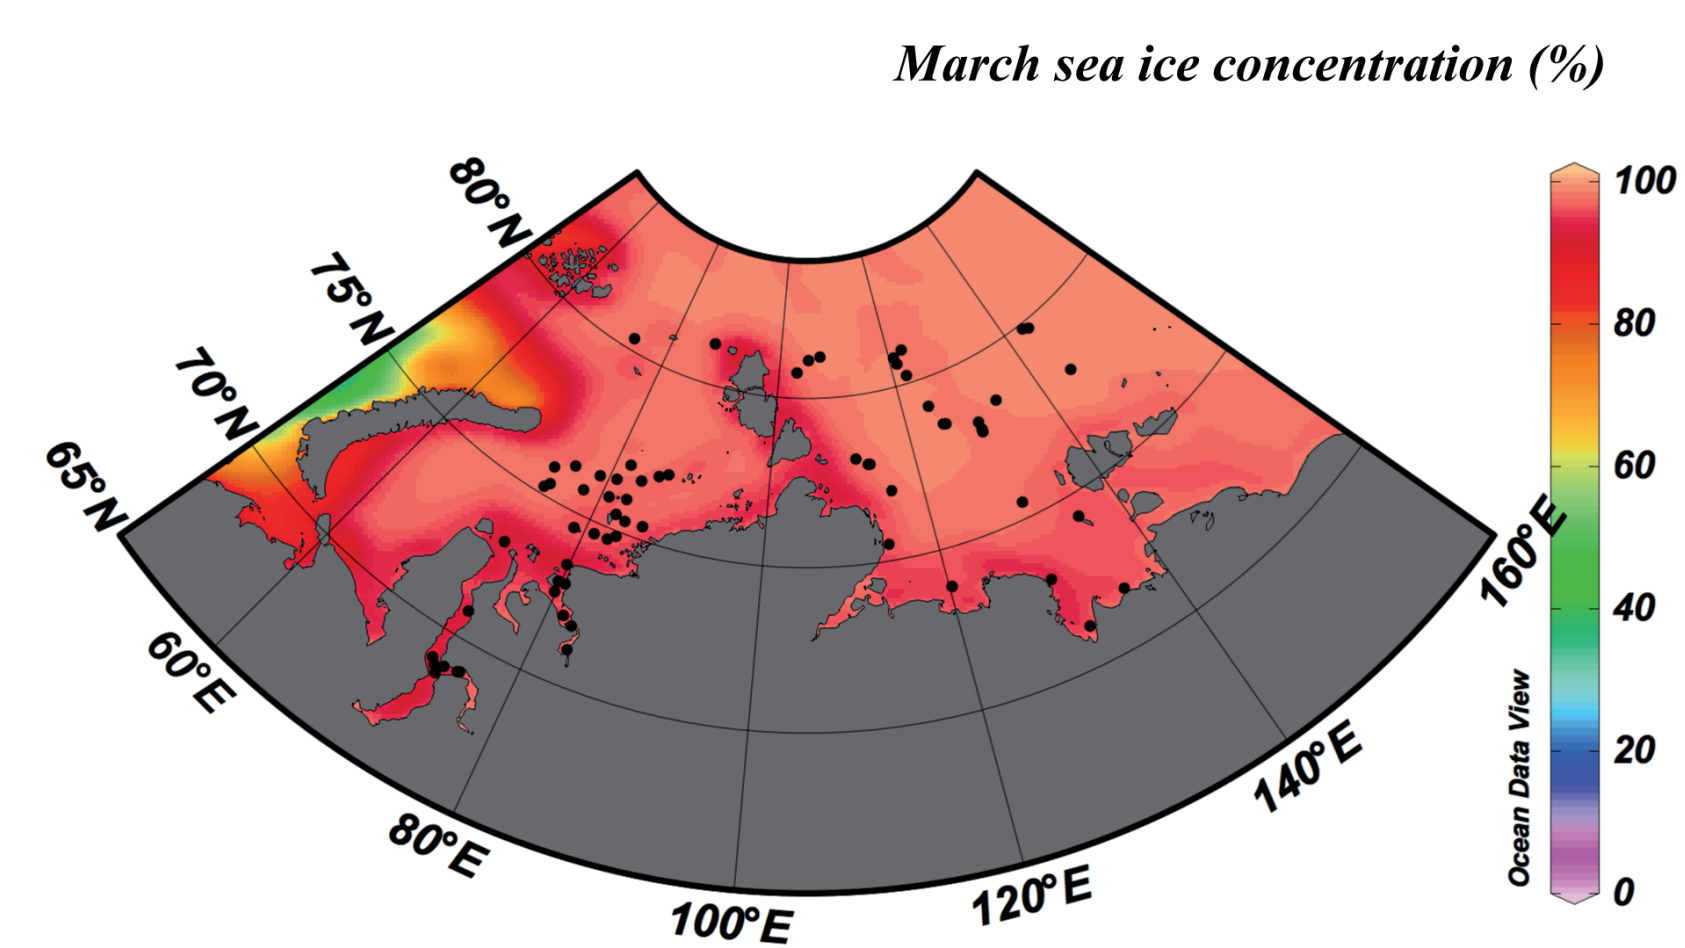 March sea ice concentration (%)
80°N
75°N
70°N
65°N
60°E
80°E
100°E
120°E
140°E
160°E
100
80
60
40
20
0
Ocean Data View